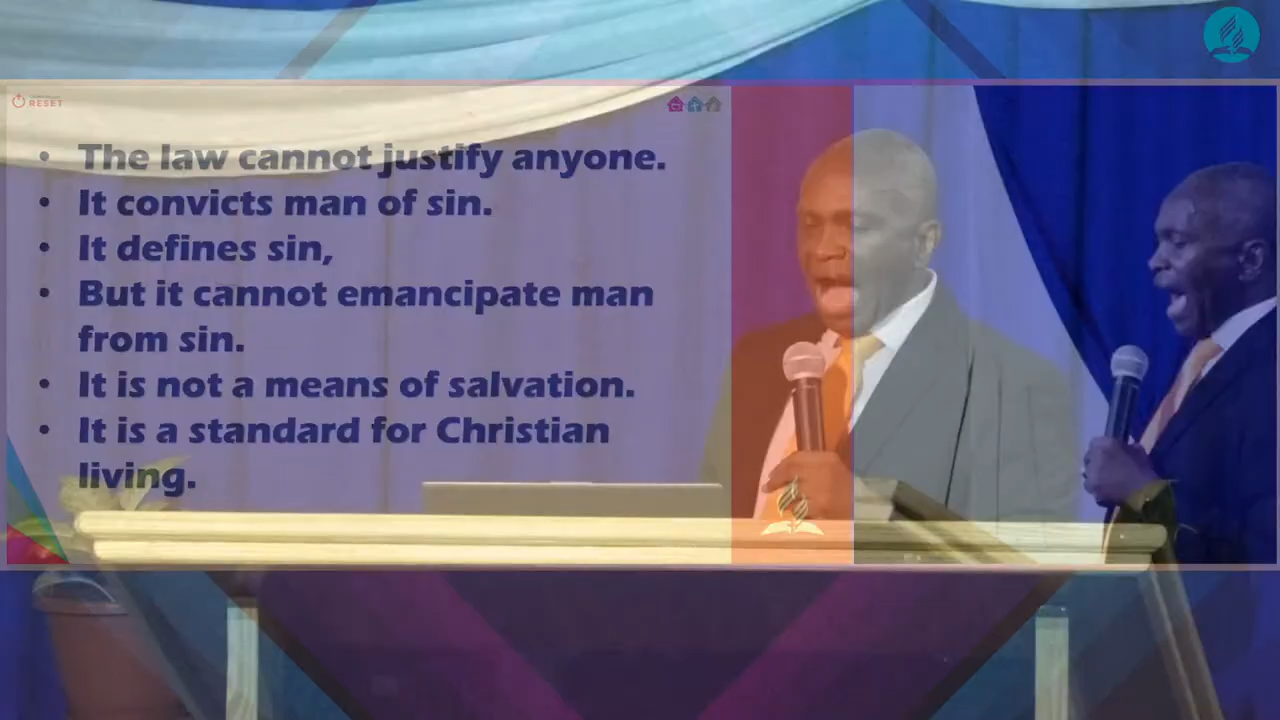 RESET
• The law cannot justify anyone.
• It convicts man of sin.
• It defines sin,
• But it cannot emancipate man
from sin.
• It is not a means of salvation.
• It is a standard for Christian
living.